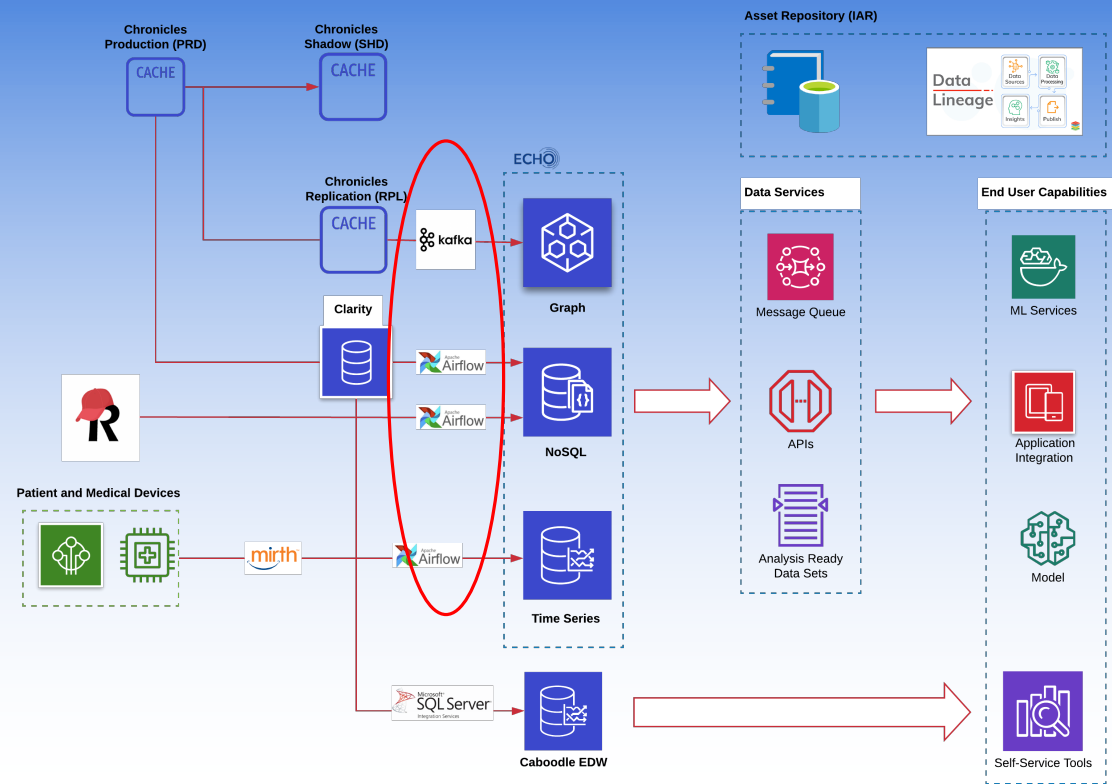 Asset Repository (IAR)
Chronicles
Production (PRD)
Chronicles
Shadow (SHD)
CACHE
CACHE
Data
Lineage
Data
Sources
Data
Processing
Insights
Publish
ECHO
Chronicles
Replication (RPL)
CACHE
kafka
Graph
Data Services
End User Capabilities
Message Queue
ML Services
Clarity
Apache
Airflow
R
Apache
Airflow
NoSQL
APIs
Application
Integration
Patient and Medical Devices
mirth
Apache
Airflow
Time Series
Analysis Ready
Data Sets
Model
Microsoft
SQL Server
Integration Services
Caboodle EDW
Self-Service Tools